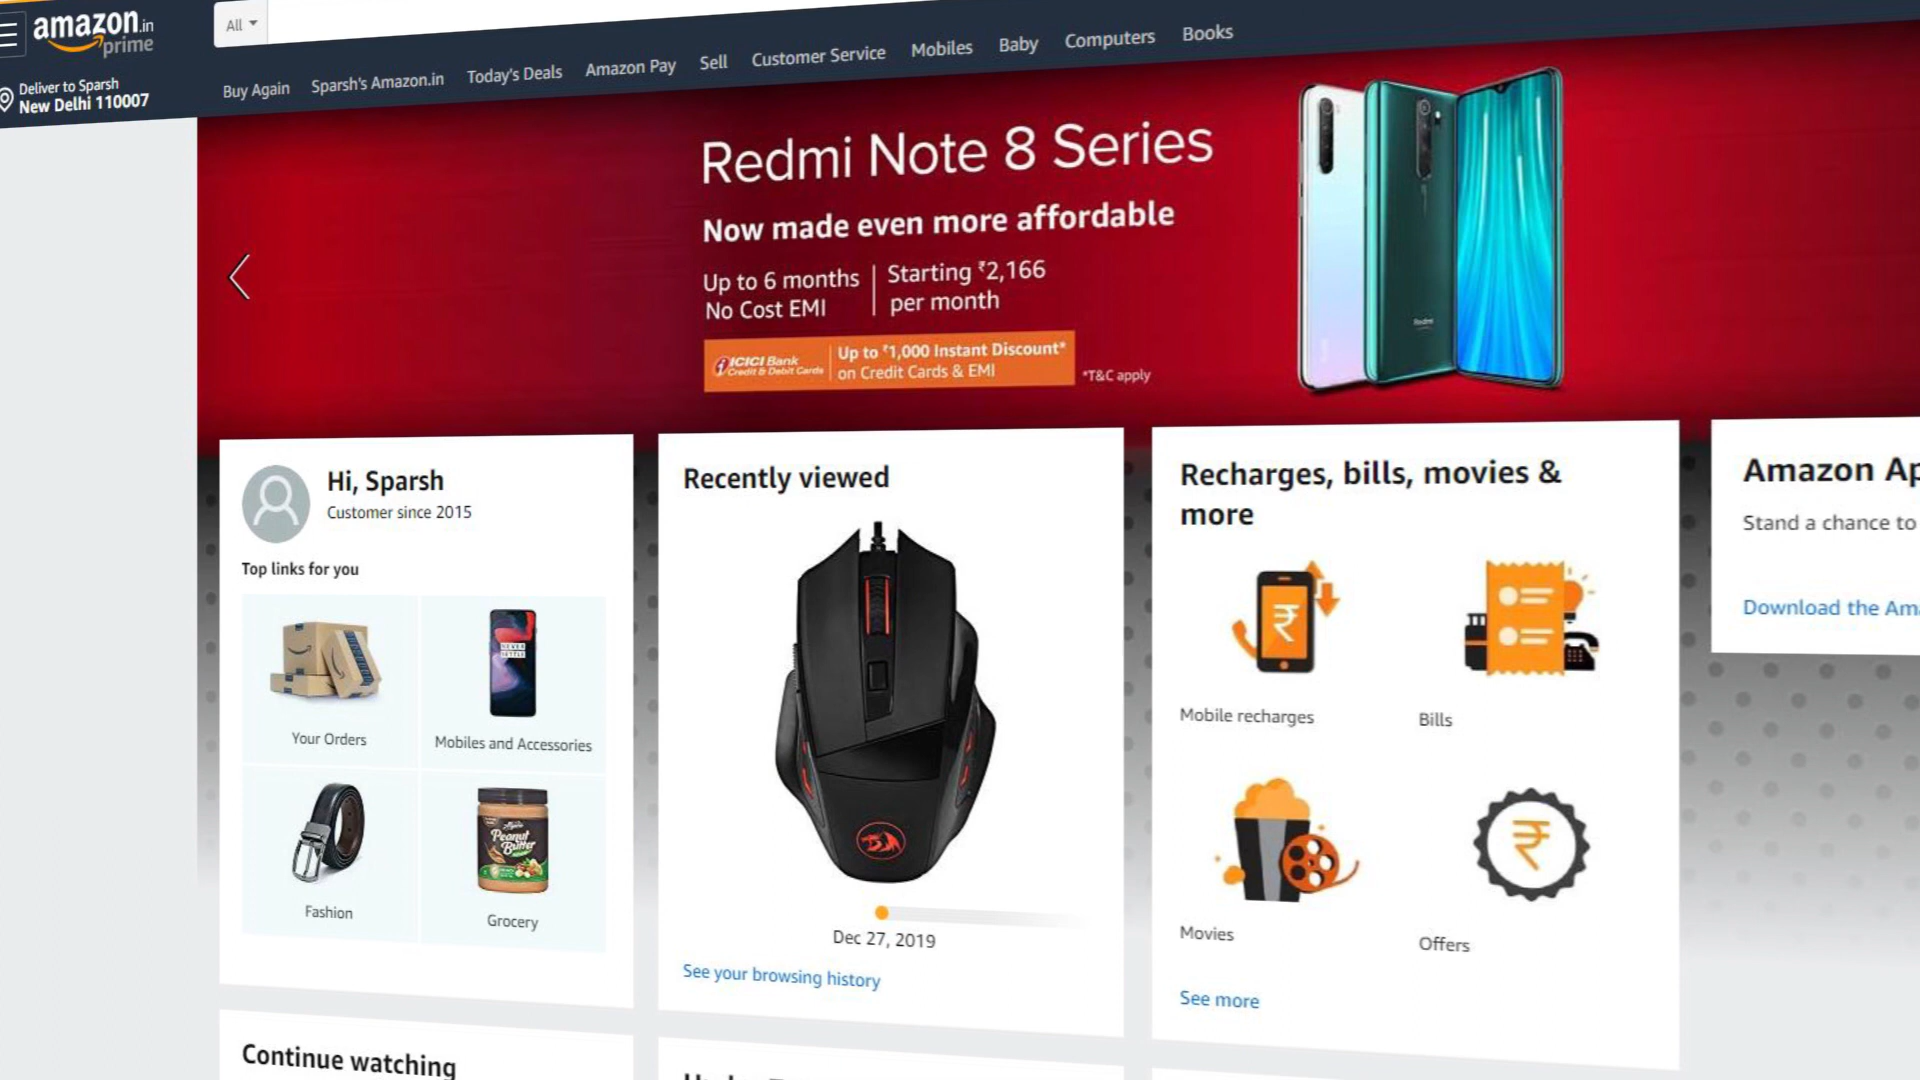 amazon.in
prime
All
Deliver to Sparsh
New Delhi 110007
Buy Again Sparsh's Amazon.in Today's Deals Amazon Pay Sell Customer Service Mobiles Baby Computers Books
Redmi Note 8 Series
Now made even more affordable
Up to 6 months
No Cost EMI
Starting ₹2,166
per month
ICICI Bank
Credit & Debit Cards
Up to ₹1,000 Instant Discount*
on Credit Cards & EMI
*T&C apply
Redmi
Hi, Sparsh
Customer since 2015
Top links for you
NEVER
SETTLE
Your Orders
Mobiles and Accessories
Peanut
Butter
Fashion
Grocery
Recently viewed
Dec 27, 2019
See your browsing history
Recharges, bills, movies &
more
Mobile recharges
Bills
Movies
Offers
See more
Amazon Ap
Stand a chance to
Download the Am
Continue watching